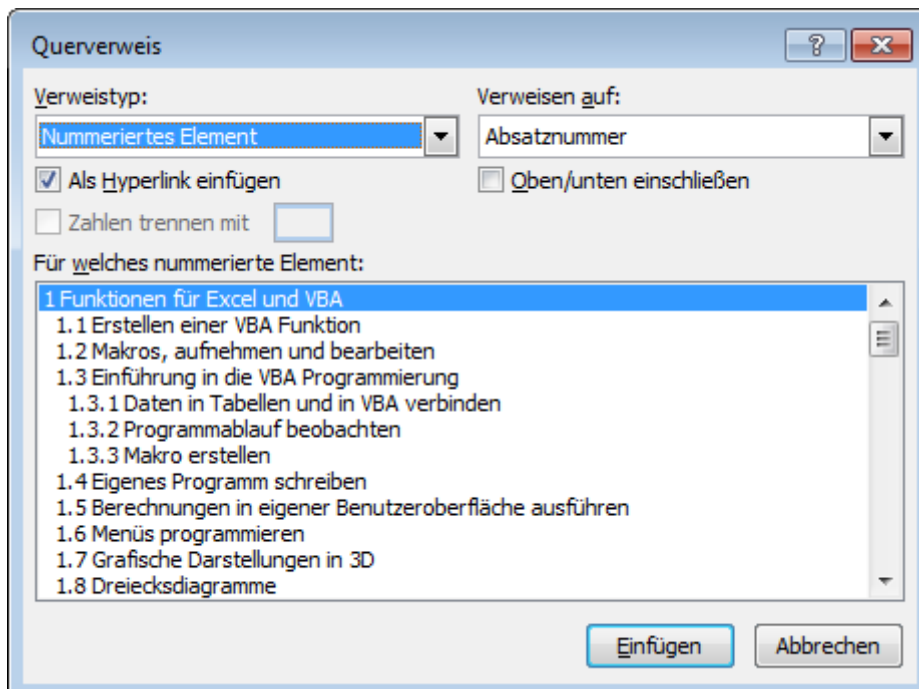 Querverweis
Verweistyp:
Verweisen auf:
Nummeriertes Element
Absatznummer
Als Hyperlink einfügen
Oben/unten einschließen
Zahlen trennen mit
Für welches nummerierte Element:
1 Funktionen für Excel und VBA
1.1 Erstellen einer VBA Funktion
1.2 Makros, aufnehmen und bearbeiten
1.3 Einführung in die VBA Programmierung
1.3.1 Daten in Tabellen und in VBA verbinden
1.3.2 Programmablauf beobachten
1.3.3 Makro erstellen
1.4 Eigenes Programm schreiben
1.5 Berechnungen in eigener Benutzeroberfläche ausführen
1.6 Menüs programmieren
1.7 Grafische Darstellungen in 3D
1.8 Dreiecksdiagramme
Einfügen
Abbrechen